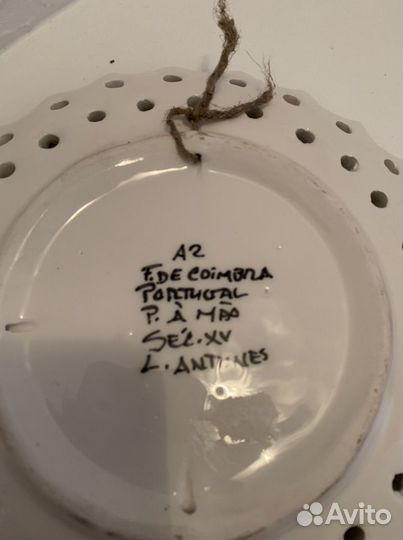 A2
F. DE COIMBRA
PORTUGAL
P. À MÃO
SÉC. XV
L. ANTUNES
Avito